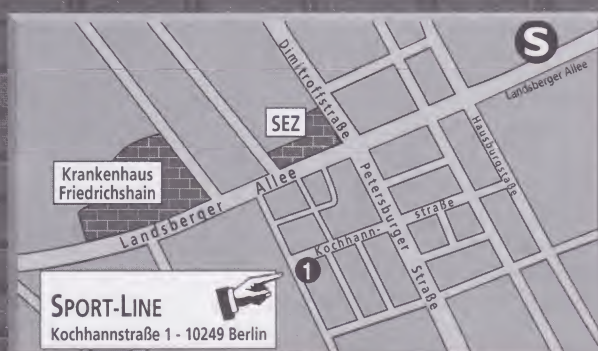 S
Landsberger Allee
Dimitroffstraße
SEZ
Hausburgstaße
Krankenhaus
Friedrichshain
Landsberger Allee
Petersburger Straße
Kochhann-straße
1
SPORT-LINE
Kochhannstraße 1 - 10249 Berlin